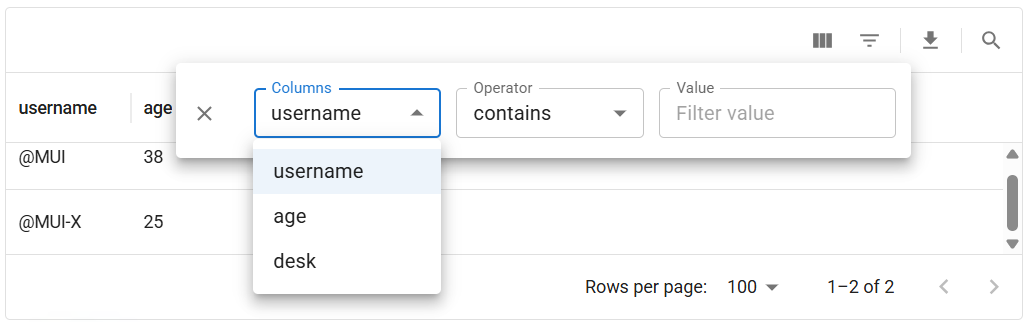 username age
Columns
username
Operator
contains
Value
Filter value
username
age
desk
@MUI 38
@MUI-X 25
Rows per page: 100 1–2 of 2